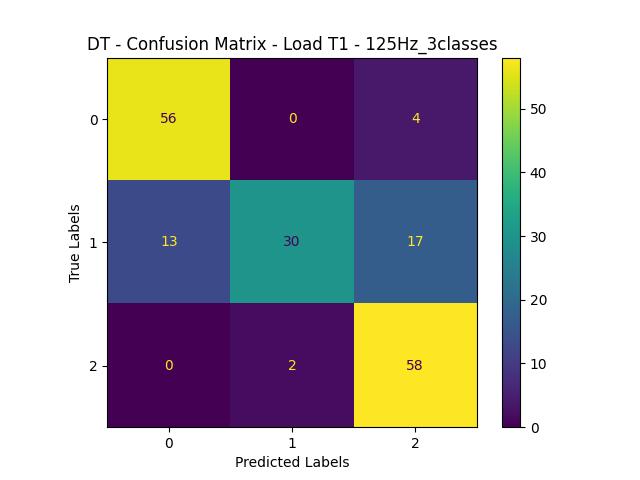 DT - Confusion Matrix - Load T1 - 125Hz_3classes
56 0 4
13 30 17
0 2 58
0
1
2
True Labels
0 1 2
Predicted Labels
50
40
30
20
10
0